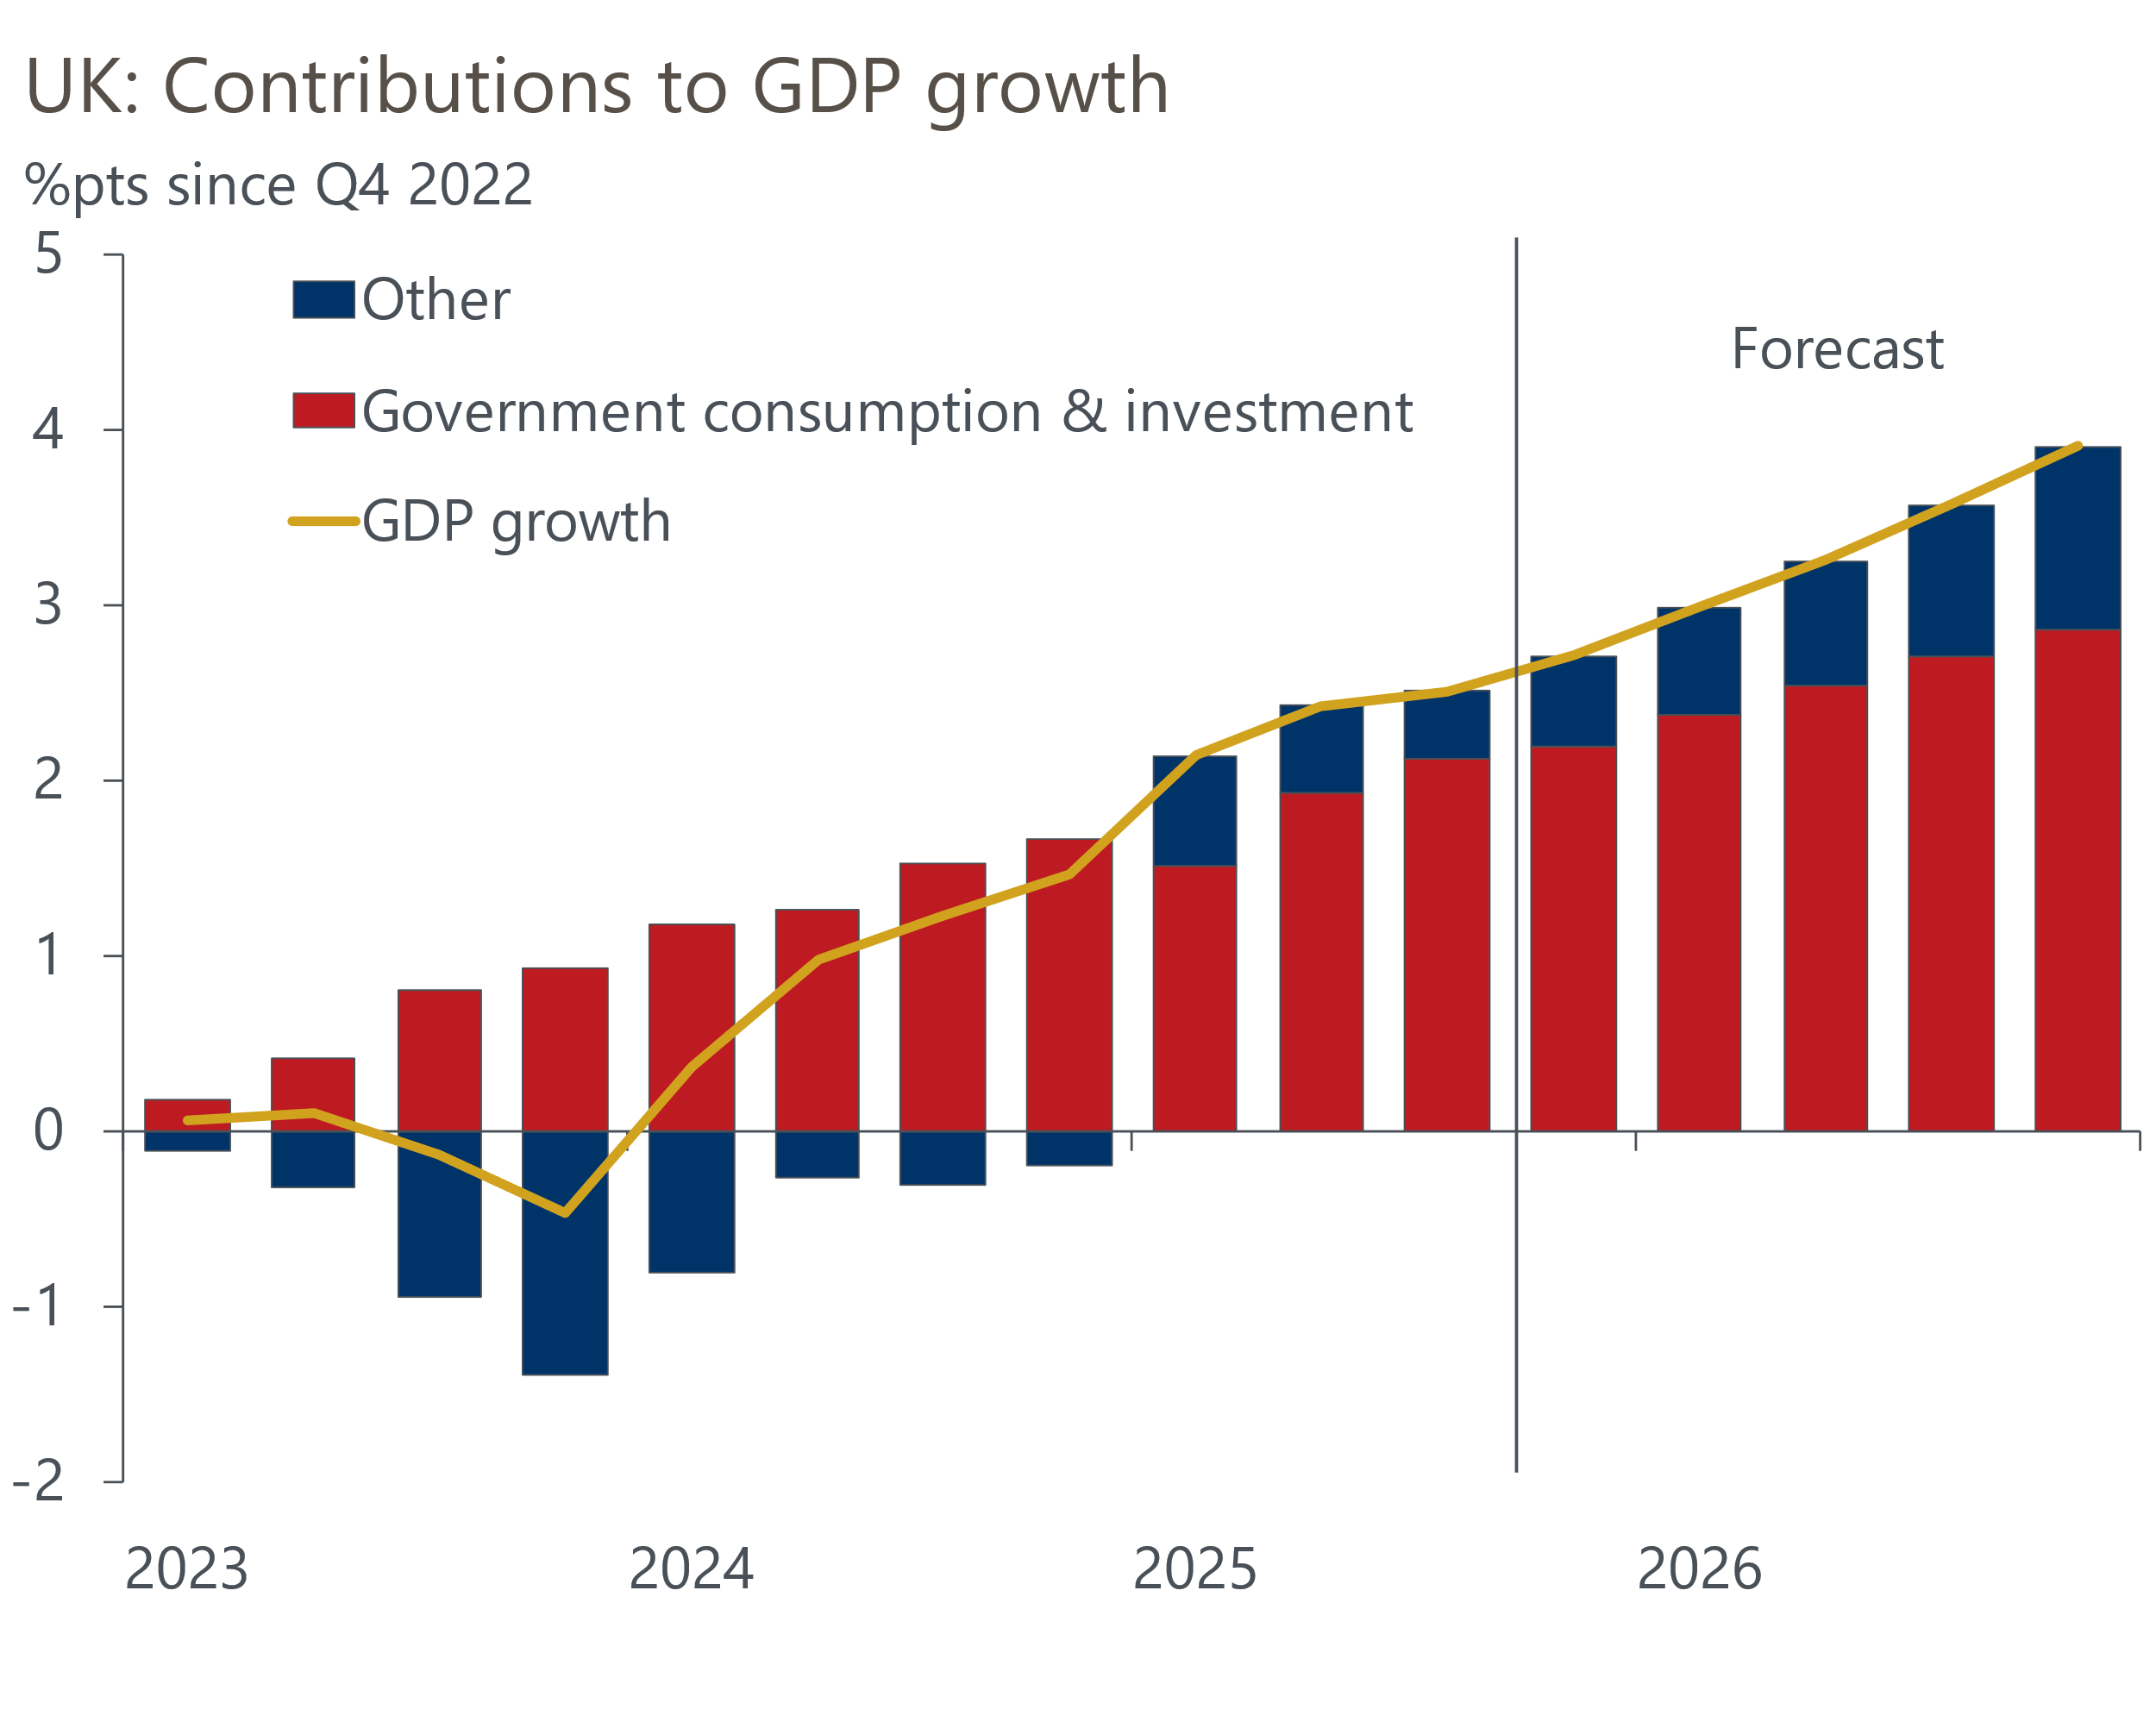 UK: Contributions to GDP growth
%pts since Q4 2022
5
Other
Forecast
Government consumption & investment
4
GDP growth
3
2
1
0
-1
-2
2023 2024 2025 2026